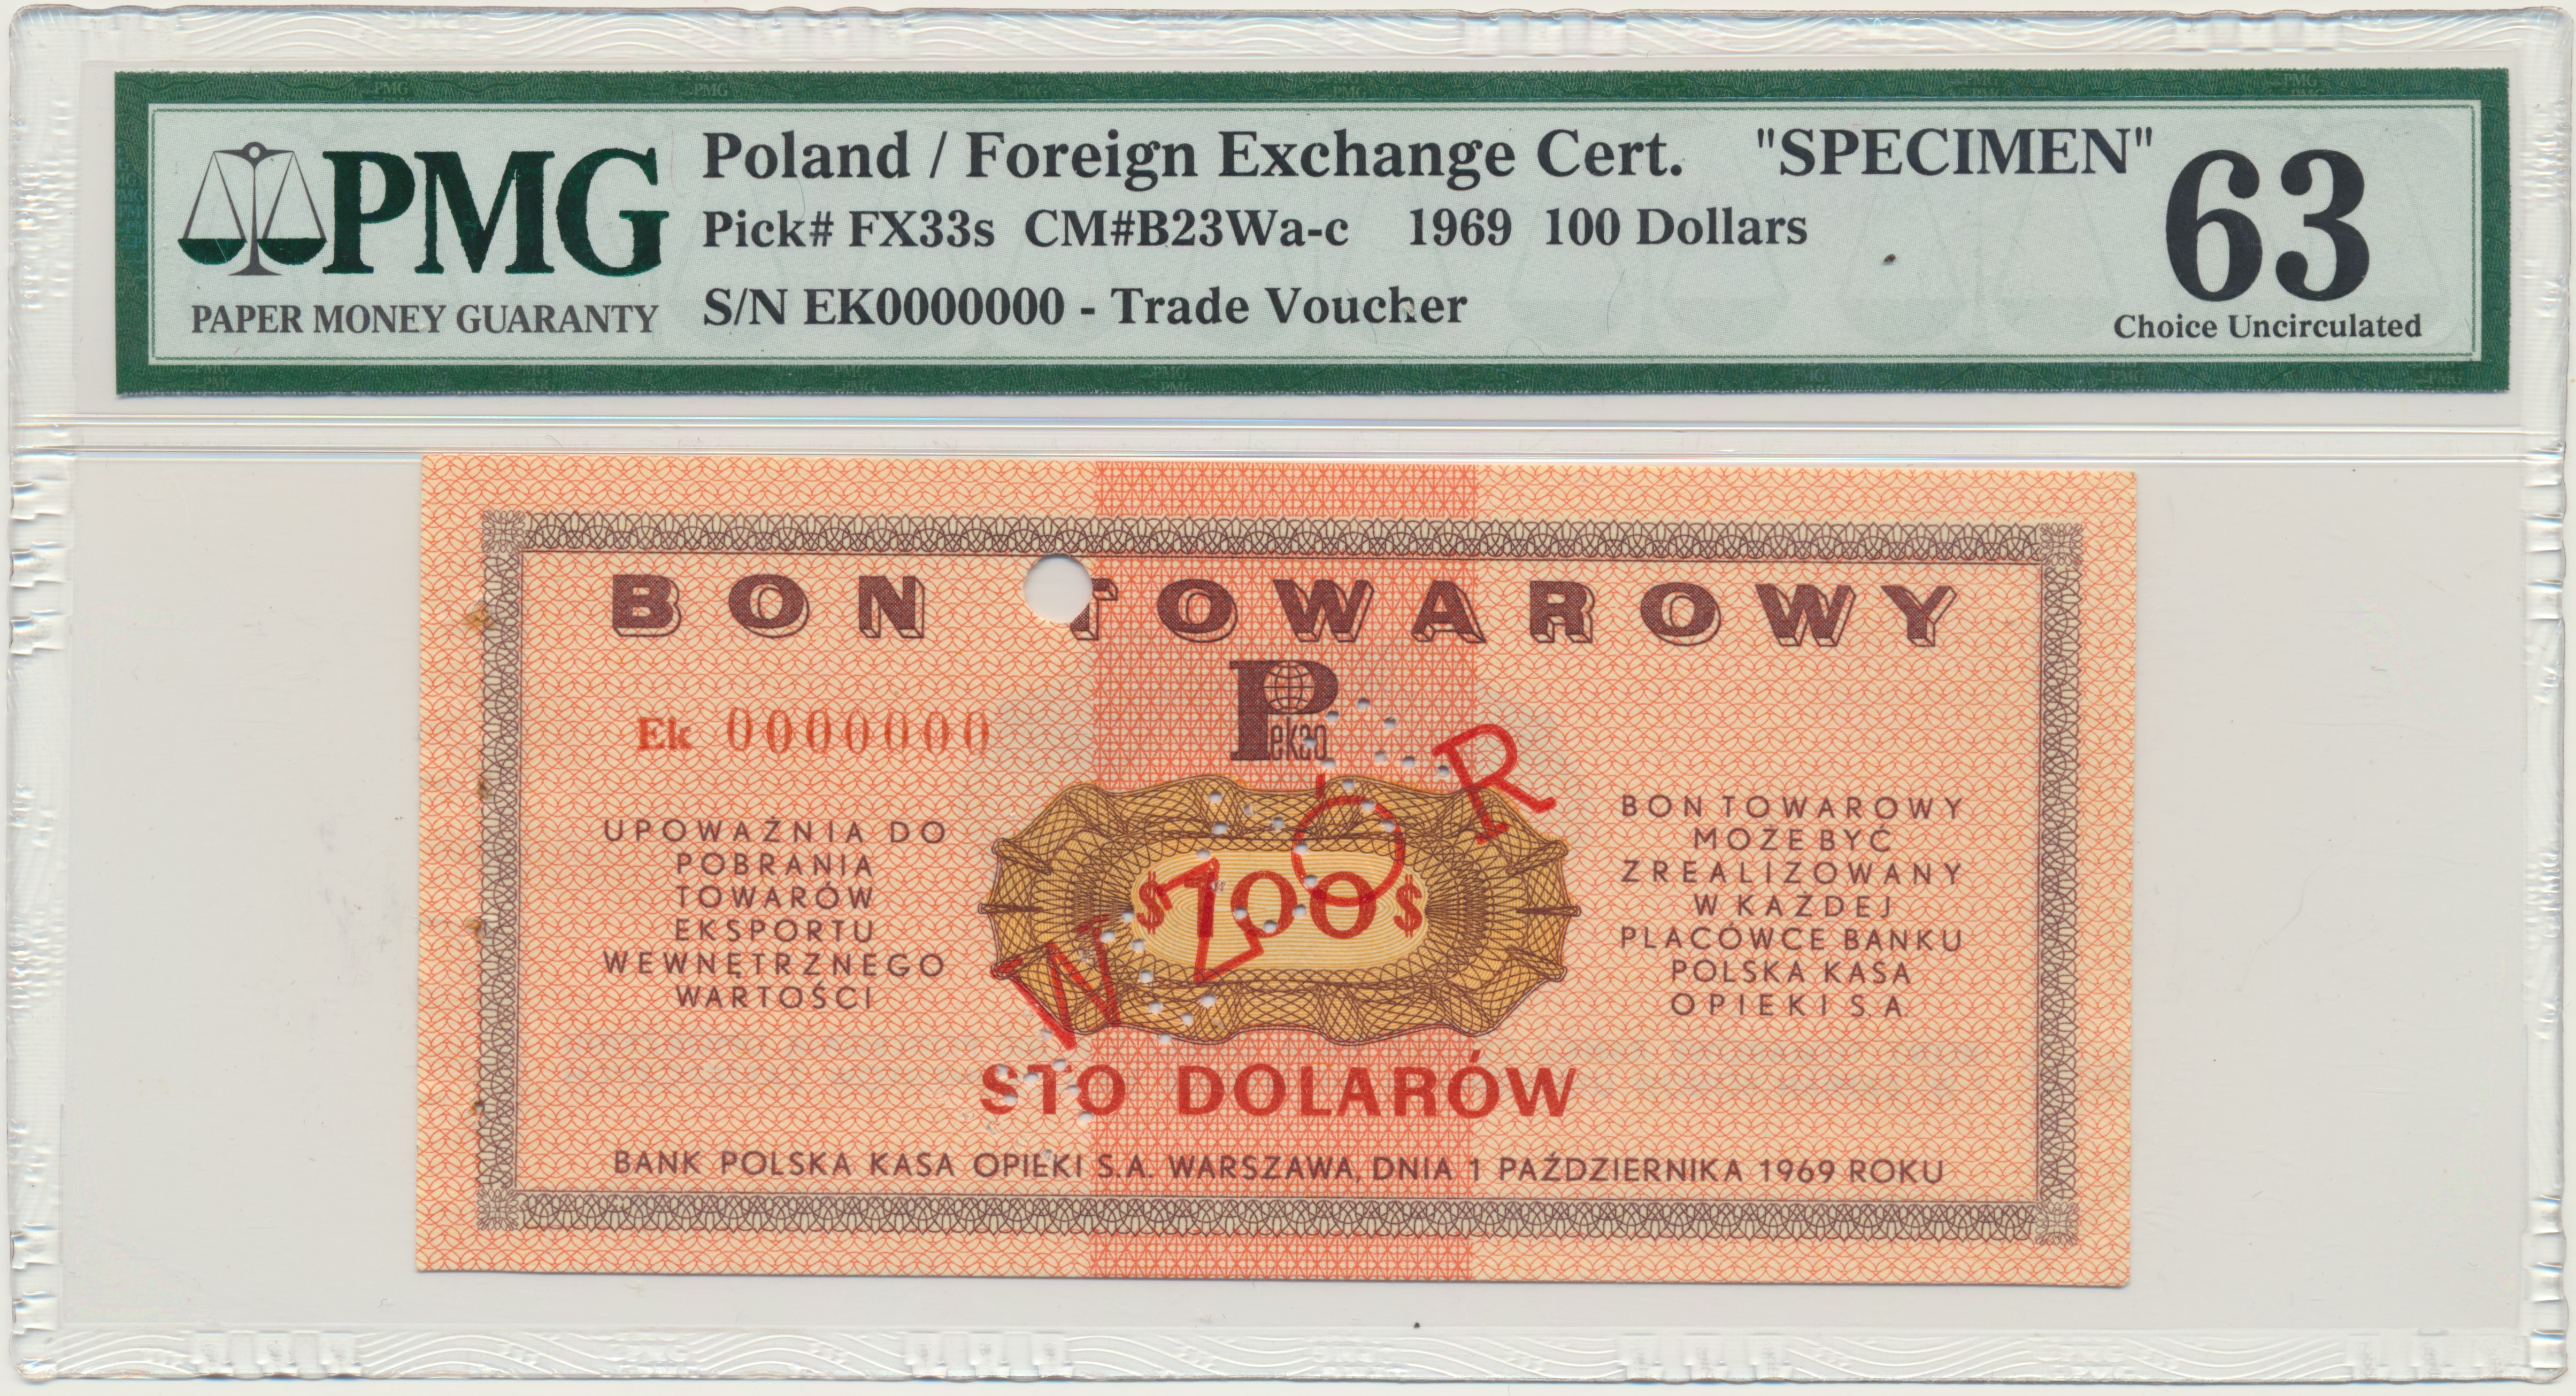 PMG
PAPER MONEY GUARANTY
Poland / Foreign Exchange Cert. "SPECIMEN"
Pick# FX33s CM#B23Wa-c 1969 100 Dollars
S/N EK0000000 - Trade Voucher
63
Choice Uncirculated
BON TOWAROWY
Pekao
Ek 0000000
UPOWAŻNIA DO
POBRANIA
TOWARÓW
EKSPORTU
WEWNĘTRZNEGO
WARTOŚCI
$100$
WZÓR
BON TOWAROWY
MOŻE BYĆ
ZREALIZOWANY
W KAŻDEJ
PLACÓWCE BANKU
POLSKA KASA
OPIEKI S.A.
STO DOLARÓW
BANK POLSKA KASA OPIEKI S.A. WARSZAWA, DNIA 1 PAŹDZIERNIKA 1969 ROKU